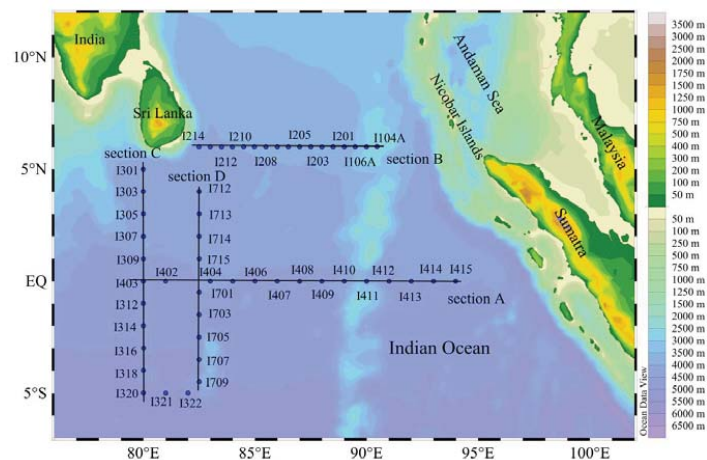 India
Sri Lanka
Andaman Sea
Nicobar Islands
Malaysia
Sumatra
Indian Ocean
10°N
5°N
EQ
5°S
80°E
85°E
90°E
95°E
100°E
I214
I210
I205
I201
I104A
I212
I208
I203
I106A
section B
section C
section D
I301
I303
I305
I307
I309
I403
I312
I314
I316
I318
I320
I321
I322
I712
I713
I714
I715
I402
I404
I406
I408
I410
I412
I414
I415
I701
I407
I409
I411
I413
section A
I703
I705
I707
I709
3500 m
3000 m
2500 m
2000 m
1750 m
1500 m
1250 m
1000 m
750 m
500 m
400 m
300 m
200 m
100 m
50 m
50 m
100 m
250 m
500 m
750 m
1000 m
1250 m
1500 m
2000 m
2500 m
3000 m
3500 m
4000 m
4500 m
5000 m
5500 m
6000 m
6500 m
Ocean Data View